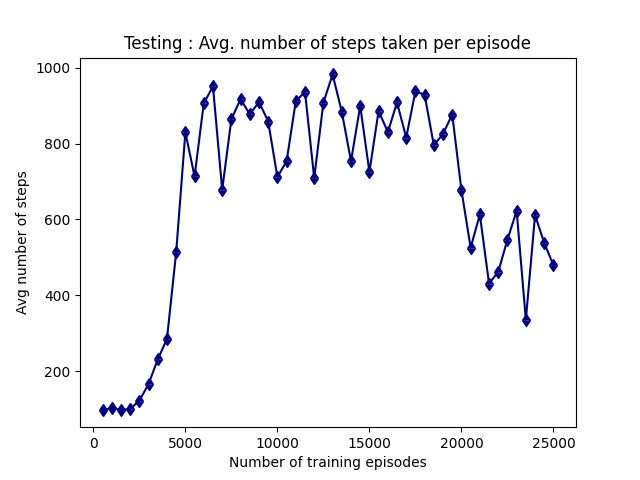 Testing : Avg. number of steps taken per episode
1000
800
600
400
200
Avg number of steps
0 5000 10000 15000 20000 25000
Number of training episodes